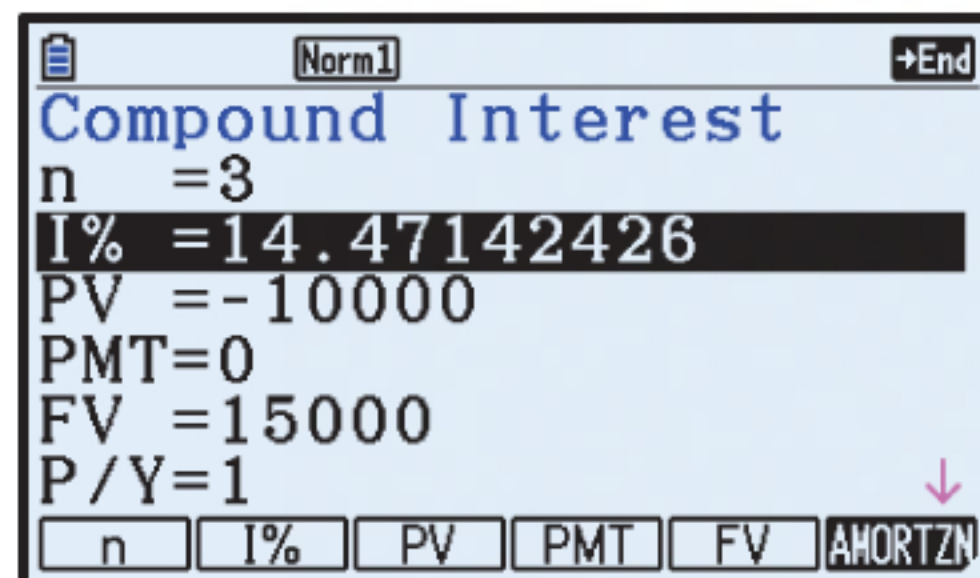 Norm1 →End
Compound Interest
n =3
I% =14.47142426
PV =-10000
PMT=0
FV =15000
P/Y=1 ↓
n I% PV PMT FV AMORTZN